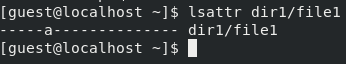 [guest@localhost ~]$ lsattr dir1/file1
-----a-------------- dir1/file1
[guest@localhost ~]$